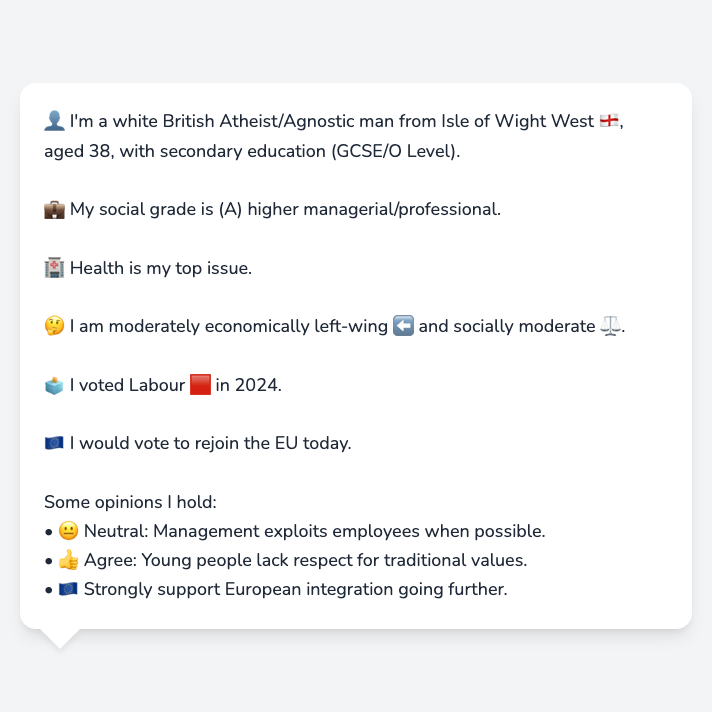 👤 I'm a white British Atheist/Agnostic man from Isle of Wight West 🏴󠁧󠁢󠁥󠁮󠁧󠁿,
aged 38, with secondary education (GCSE/O Level).
💼 My social grade is (A) higher managerial/professional.
🏥 Health is my top issue.
🤔 I am moderately economically left-wing ⬅️ and socially moderate ⚖️.
🗳️ I voted Labour 🟥 in 2024.
🇪🇺 I would vote to rejoin the EU today.
Some opinions I hold:
• 😐 Neutral: Management exploits employees when possible.
• 👍 Agree: Young people lack respect for traditional values.
• 🇪🇺 Strongly support European integration going further.